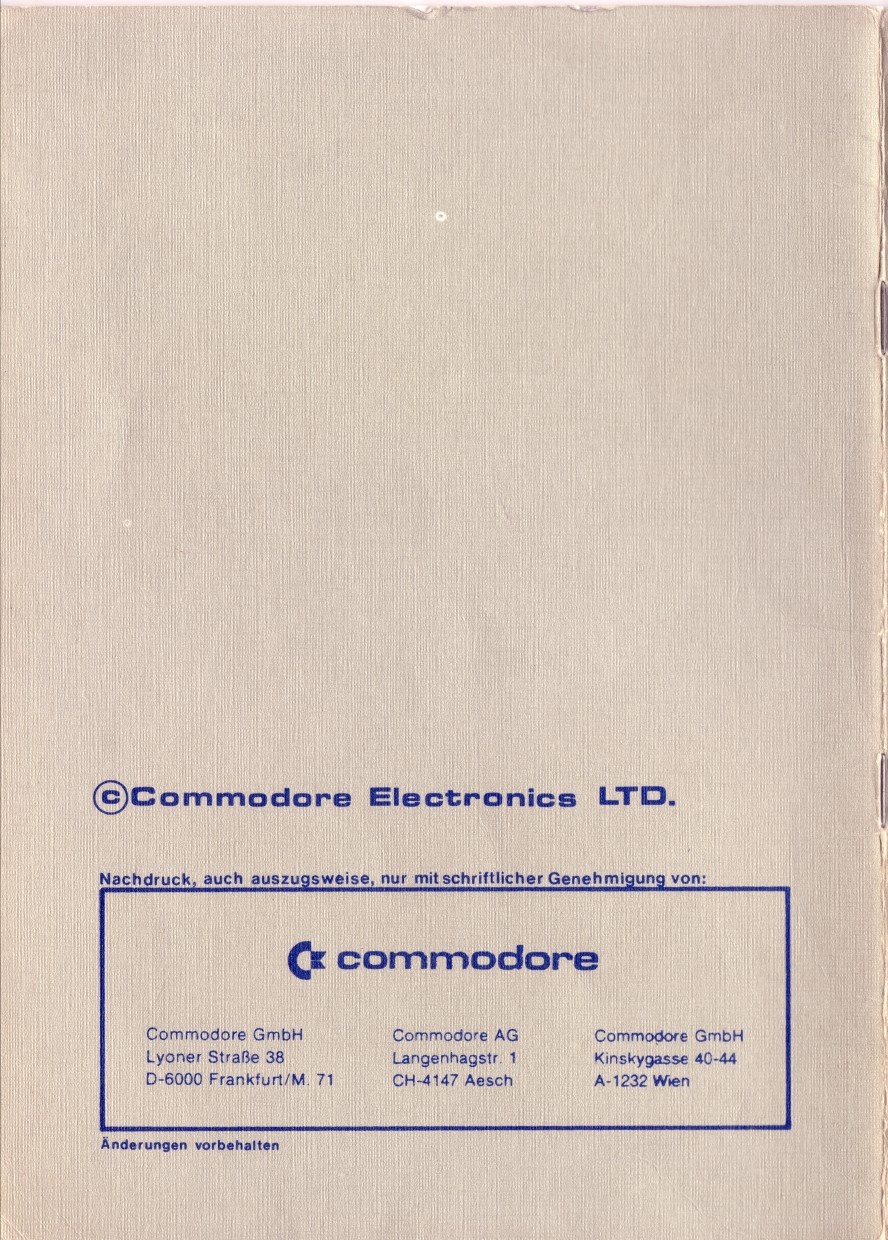 ©Commodore Electronics LTD.
Nachdruck, auch auszugsweise, nur mit schriftlicher Genehmigung von:
commodore
Commodore GmbH
Lyoner Straße 38
D-6000 Frankfurt/M. 71
Commodore AG
Langenhagstr. 1
CH-4147 Aesch
Commodore GmbH
Kinskygasse 40-44
A-1232 Wien
Änderungen vorbehalten